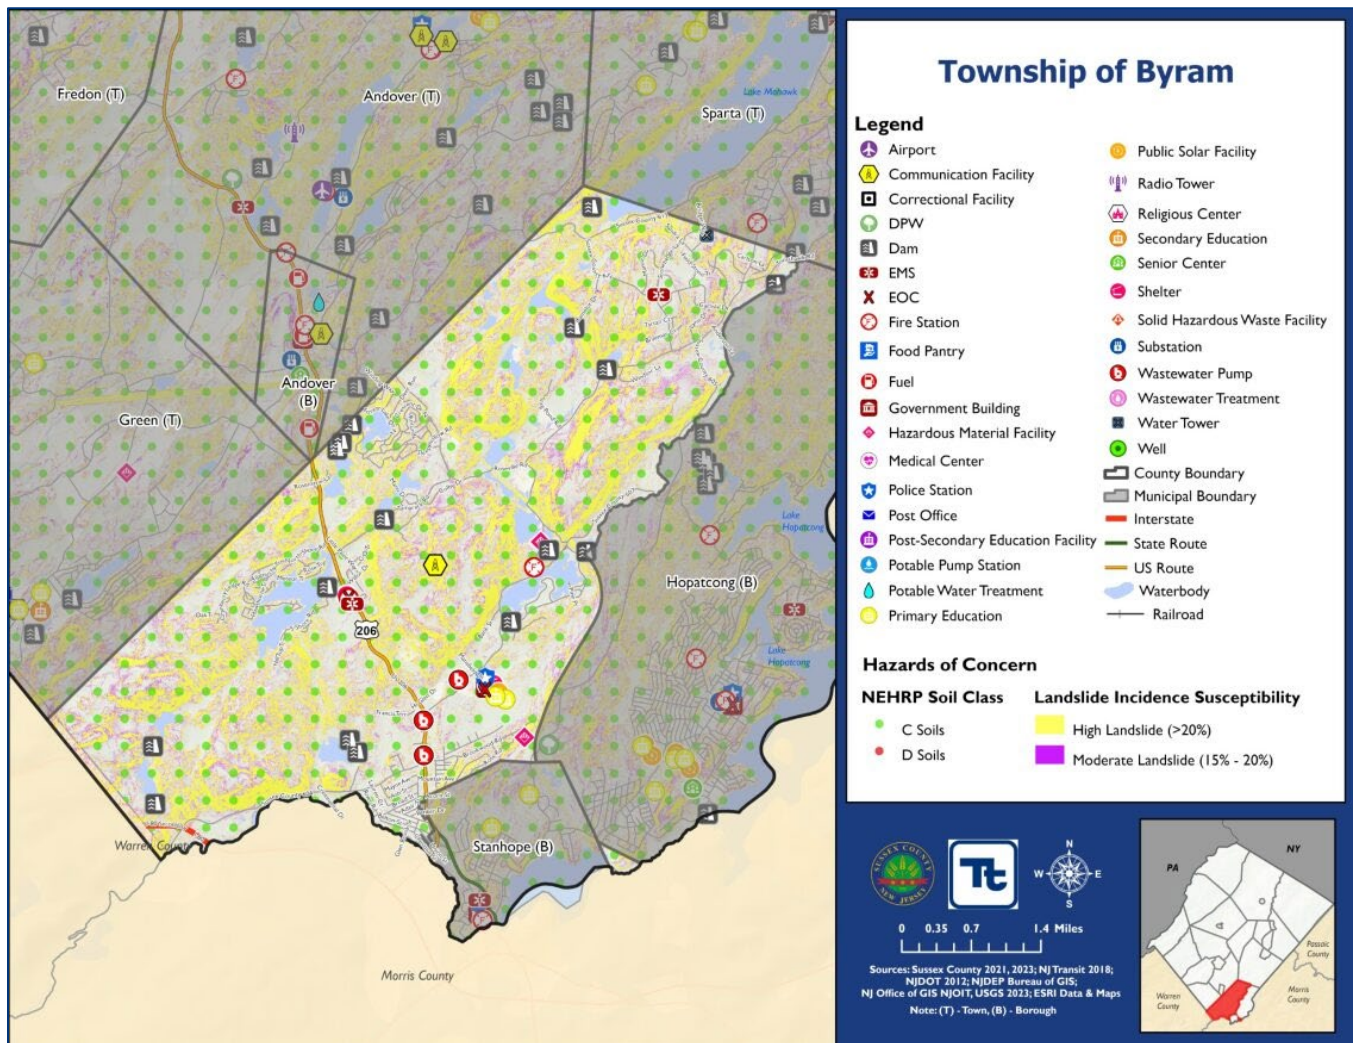 Township of Byram
Legend
Airport
Communication Facility
Correctional Facility
DPW
Dam
EMS
EOC
Fire Station
Food Pantry
Fuel
Government Building
Hazardous Material Facility
Medical Center
Police Station
Post Office
Post-Secondary Education Facility
Potable Pump Station
Potable Water Treatment
Primary Education
Public Solar Facility
Radio Tower
Religious Center
Secondary Education
Senior Center
Shelter
Solid Hazardous Waste Facility
Substation
Wastewater Pump
Wastewater Treatment
Water Tower
Well
County Boundary
Municipal Boundary
Interstate
State Route
US Route
Waterbody
Railroad
Hazards of Concern
NEHRP Soil Class
C Soils
D Soils
Landslide Incidence Susceptibility
High Landslide (>20%)
Moderate Landslide (15% - 20%)
Fredon (T)
Andover (T)
Lake Mohawk
Sparta (T)
Andover
(B)
Green (T)
Lake
Hopatcong
Hopatcong (B)
206
Lake
Hopatcong
Stanhope (B)
Warren County
Morris County
SUSSEX COUNTY
NEW JERSEY
Tt
N
W
E
S
0 0.35 0.7 1.4 Miles
Sources: Sussex County 2021, 2023; NJ Transit 2018;
NJDOT 2012; NJDEP Bureau of GIS;
NJ Office of GIS NJOIT, USGS 2023; ESRI Data & Maps
Note: (T) - Town, (B) - Borough
PA
NY
Passaic
County
Warren
County
Morris
County